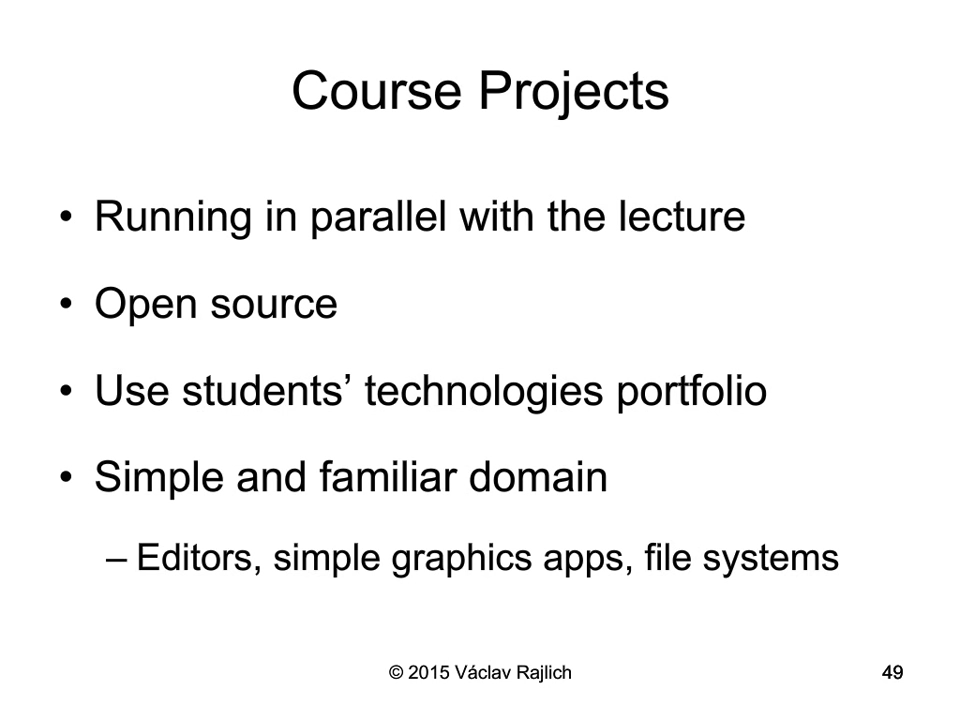 Course Projects
• Running in parallel with the lecture
• Open source
• Use students’ technologies portfolio
• Simple and familiar domain
– Editors, simple graphics apps, file systems
© 2015 Václav Rajlich 49